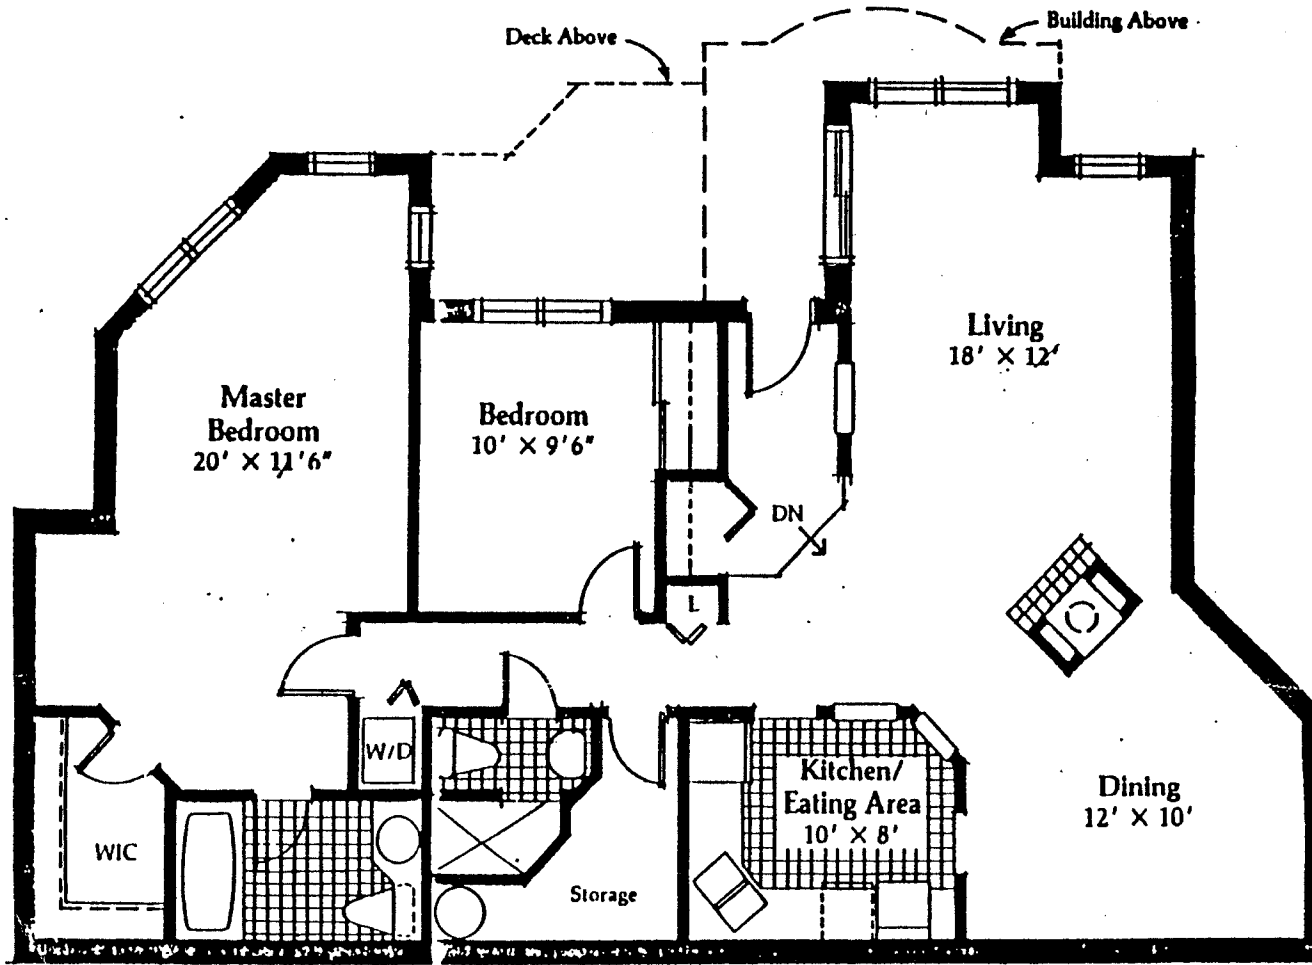 Deck Above
Building Above
Living
18' × 12'
Master
Bedroom
20' × 11'6"
Bedroom
10' × 9'6"
DN
L
W/D
Kitchen/
Eating Area
10' × 8'
Dining
12' × 10'
WIC
Storage